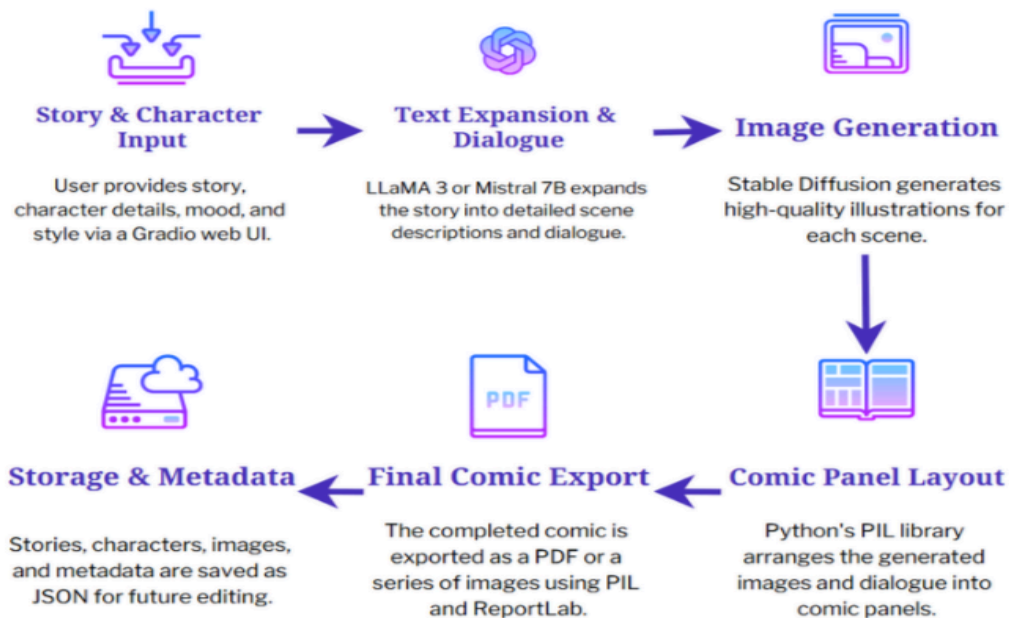 Story & Character
Input
User provides story,
character details, mood, and
style via a Gradio web UI.
Text Expansion &
Dialogue
LLaMA 3 or Mistral 7B expands
the story into detailed scene
descriptions and dialogue.
Image Generation
Stable Diffusion generates
high-quality illustrations for
each scene.
Comic Panel Layout
Python's PIL library
arranges the generated
images and dialogue into
comic panels.
PDF
Final Comic Export
The completed comic is
exported as a PDF or a
series of images using PIL
and ReportLab.
Storage & Metadata
Stories, characters, images,
and metadata are saved as
JSON for future editing.